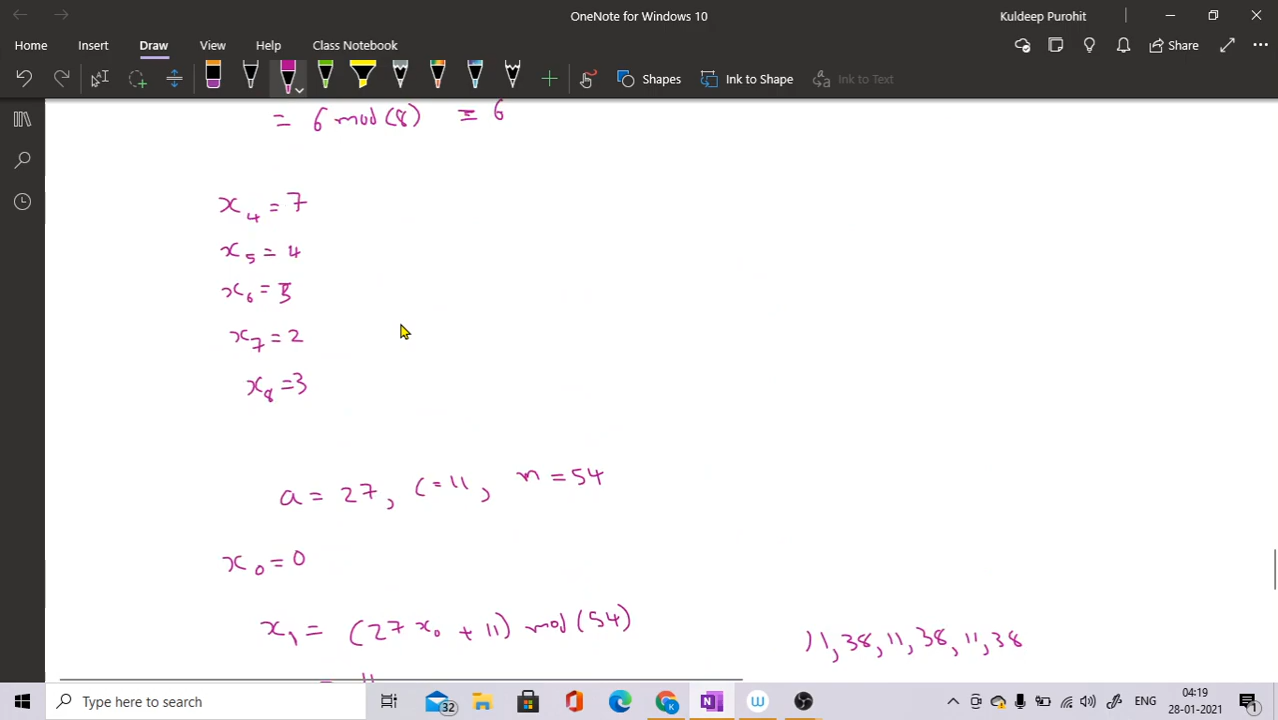 OneNote for Windows 10
Kuldeep Purohit
Home Insert Draw View Help Class Notebook
Share
Shapes Ink to Shape Ink to Text
= 6 mod(8) = 6
x₄ = 7
x₅ = 4
x₆ = 5
x₇ = 2
x₈ = 3
a = 27, c = 11, m = 54
x₀ = 0
x₁ = (27 x₀ + 11) mod (54)
11, 38, 11, 38, 11, 38
= 11
Type here to search
32
ENG
04:19
28-01-2021
1